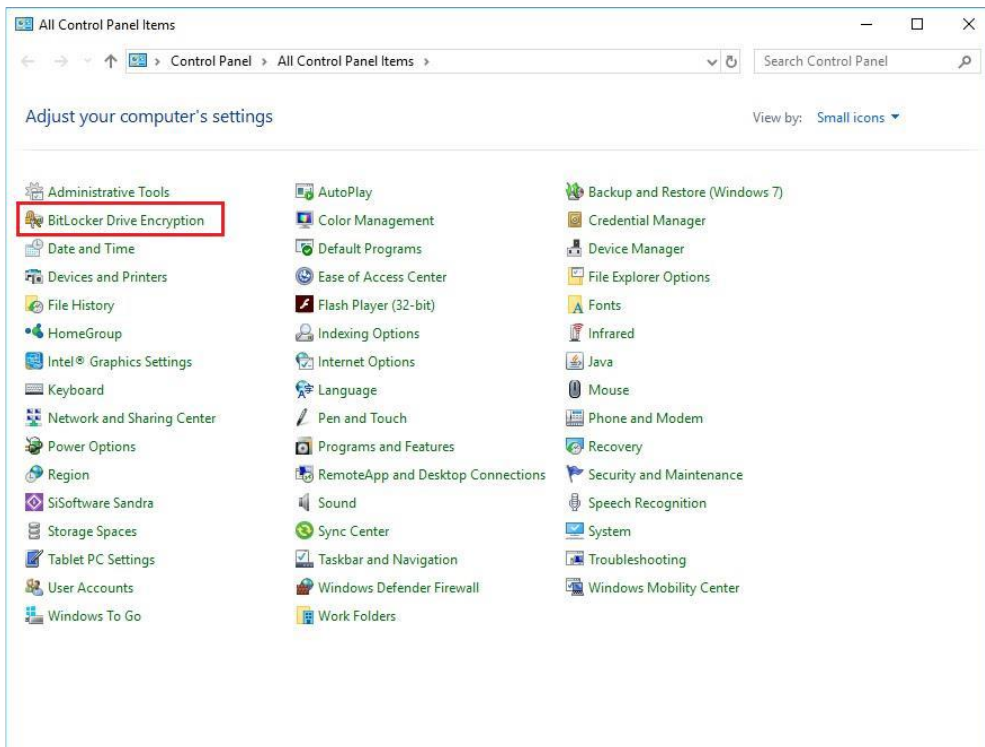 All Control Panel Items
Control Panel > All Control Panel Items > Search Control Panel
Adjust your computer's settings View by: Small icons
Administrative Tools AutoPlay Backup and Restore (Windows 7)
BitLocker Drive Encryption Color Management Credential Manager
Date and Time Default Programs Device Manager
Devices and Printers Ease of Access Center File Explorer Options
File History Flash Player (32-bit) Fonts
HomeGroup Indexing Options Infrared
Intel® Graphics Settings Internet Options Java
Keyboard Language Mouse
Network and Sharing Center Pen and Touch Phone and Modem
Power Options Programs and Features Recovery
Region RemoteApp and Desktop Connections Security and Maintenance
SiSoftware Sandra Sound Speech Recognition
Storage Spaces Sync Center System
Tablet PC Settings Taskbar and Navigation Troubleshooting
User Accounts Windows Defender Firewall Windows Mobility Center
Windows To Go Work Folders